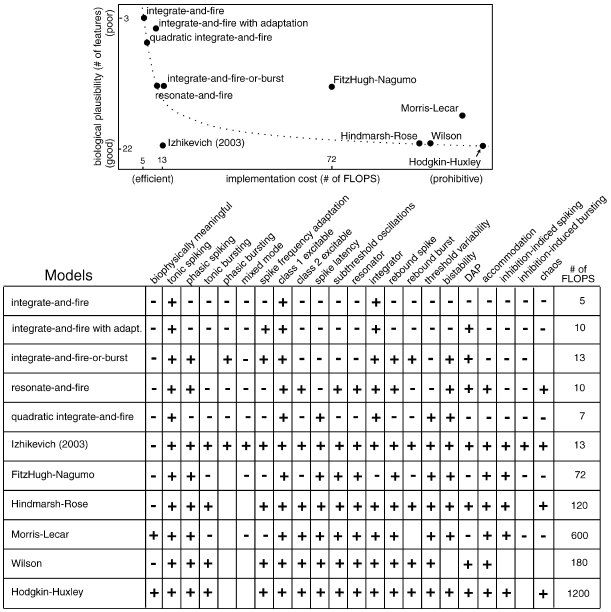 integrate-and-fire
integrate-and-fire with adaptation
quadratic integrate-and-fire
integrate-and-fire-or-burst
resonate-and-fire
FitzHugh-Nagumo
Morris-Lecar
Izhikevich (2003)
Hindmarsh-Rose
Wilson
Hodgkin-Huxley
biological plausibility (# of features)
(poor)
(good)
3
22
5
13
72
(efficient)
implementation cost (# of FLOPS)
(prohibitive)
Models
biophysically meaningful
tonic spiking
phasic spiking
tonic bursting
phasic bursting
mixed mode
spike frequency adaptation
class 1 excitable
class 2 excitable
spike latency
subthreshold oscillations
resonator
integrator
rebound spike
rebound burst
threshold variability
bistability
DAP
accommodation
inhibition-indiced spiking
inhibition-induced bursting
chaos
# of
FLOPS
integrate-and-fire - + - - - - - + - - - - + - - - - - - - - - 5
integrate-and-fire with adapt. - + - - - - + + - - - - + - - - - + - - - - 10
integrate-and-fire-or-burst - + + + - + + - - - - + + + - + + - - - 13
resonate-and-fire - + + - - - - + + - + + + + - - + + + - - + 10
quadratic integrate-and-fire - + - - - - - + - + - - + - - + + - - - - - 7
Izhikevich (2003) - + + + + + + + + + + + + + + + + + + + + + 13
FitzHugh-Nagumo - + + - - - + - + + + - + - + + - + + - - 72
Hindmarsh-Rose - + + + + + + + + + + + + + + + + + + 120
Morris-Lecar + + + - - - + + + + + + + + + - + + - - 600
Wilson - + + + + + + + + + + + + + + + 180
Hodgkin-Huxley + + + + + + + + + + + + + + + + + + + 1200